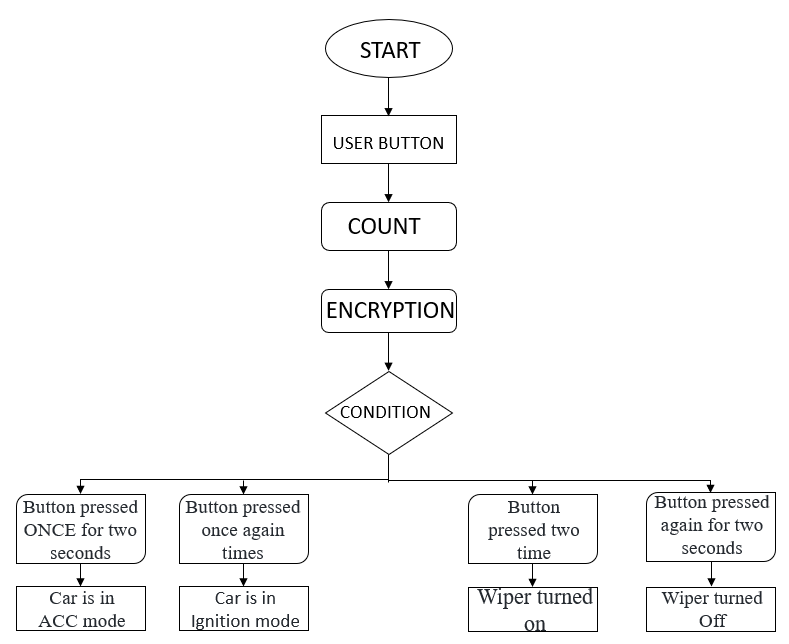 START
USER BUTTON
COUNT
ENCRYPTION
CONDITION
Button pressed
ONCE for two
seconds
Button pressed
once again
times
Button
pressed two
time
Button pressed
again for two
seconds
Car is in
ACC mode
Car is in
Ignition mode
Wiper turned
on
Wiper turned
Off